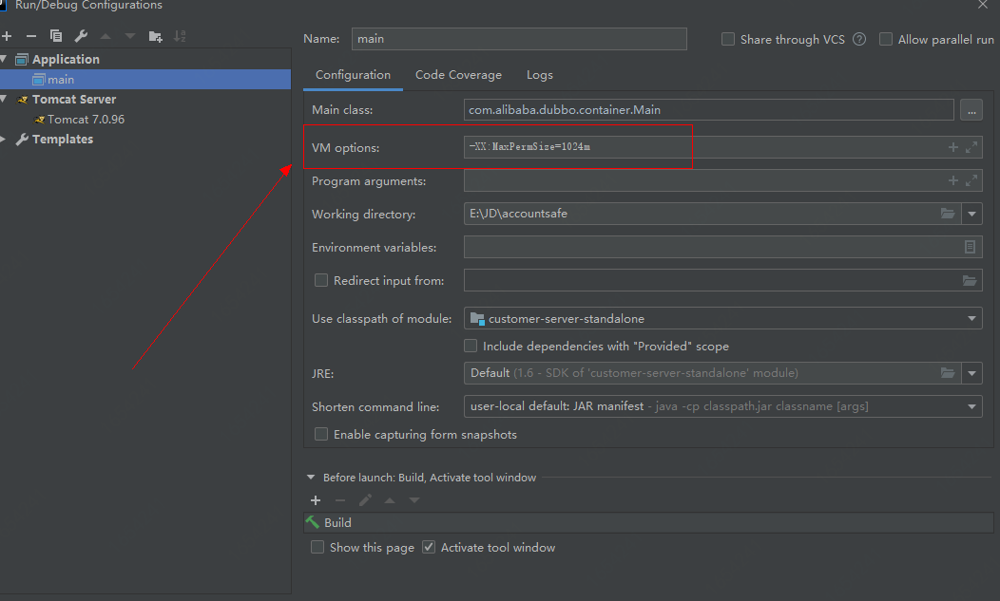 Run/Debug Configurations
Name: main
Share through VCS ? Allow parallel run
Application
main
Tomcat Server
Tomcat 7.0.96
Templates
Configuration Code Coverage Logs
Main class: com.alibaba.dubbo.container.Main ...
VM options: -XX:MaxPermSize=1024m
Program arguments:
Working directory: E:\JD\accountsafe
Environment variables:
Redirect input from:
Use classpath of module: customer-server-standalone
Include dependencies with "Provided" scope
JRE: Default (1.6 - SDK of 'customer-server-standalone' module)
Shorten command line: user-local default: JAR manifest - java -cp classpath.jar classname [args]
Enable capturing form snapshots
Before launch: Build, Activate tool window
Build
Show this page Activate tool window